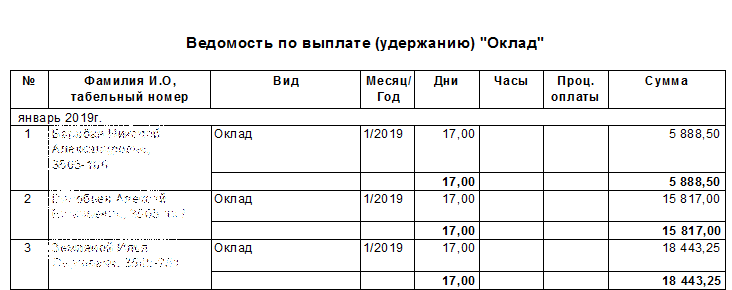 Ведомость по выплате (удержанию) "Оклад"
№ Фамилия И.О, табельный номер Вид Месяц/ Год Дни Часы Проц. оплаты Сумма
январь 2019г.
1 Оклад 1/2019 17,00 5 888,50
17,00 5 888,50
2 Оклад 1/2019 17,00 15 817,00
17,00 15 817,00
3 Оклад 1/2019 17,00 18 443,25
17,00 18 443,25